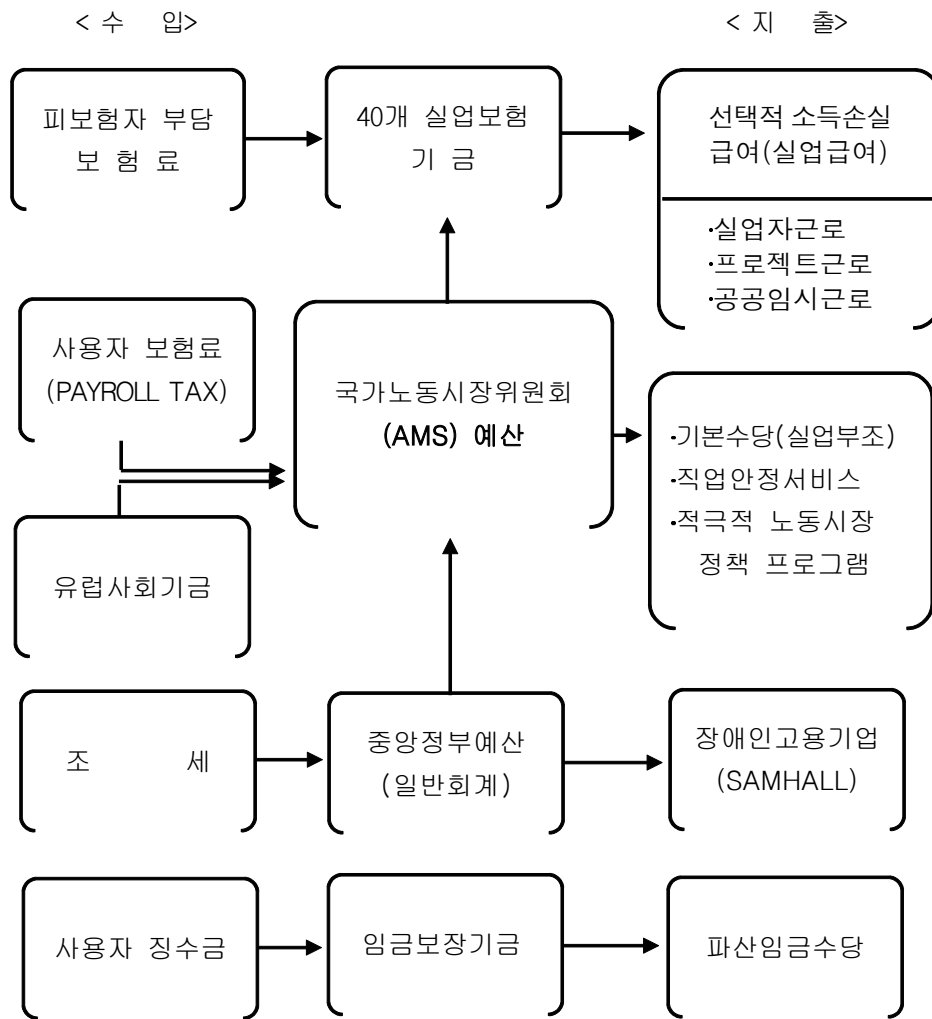 < 수 입>
< 지 출>
피보험자 부담
보 험 료
40개 실업보험
기 금
선택적 소득손실
급여(실업급여)
·실업자근로
·프로젝트근로
·공공임시근로
사용자 보험료
(PAYROLL TAX)
국가노동시장위원회
(AMS) 예산
·기본수당(실업부조)
·직업안정서비스
·적극적 노동시장
정책 프로그램
유럽사회기금
조 세
중앙정부예산
(일반회계)
장애인고용기업
(SAMHALL)
사용자 징수금
임금보장기금
파산임금수당